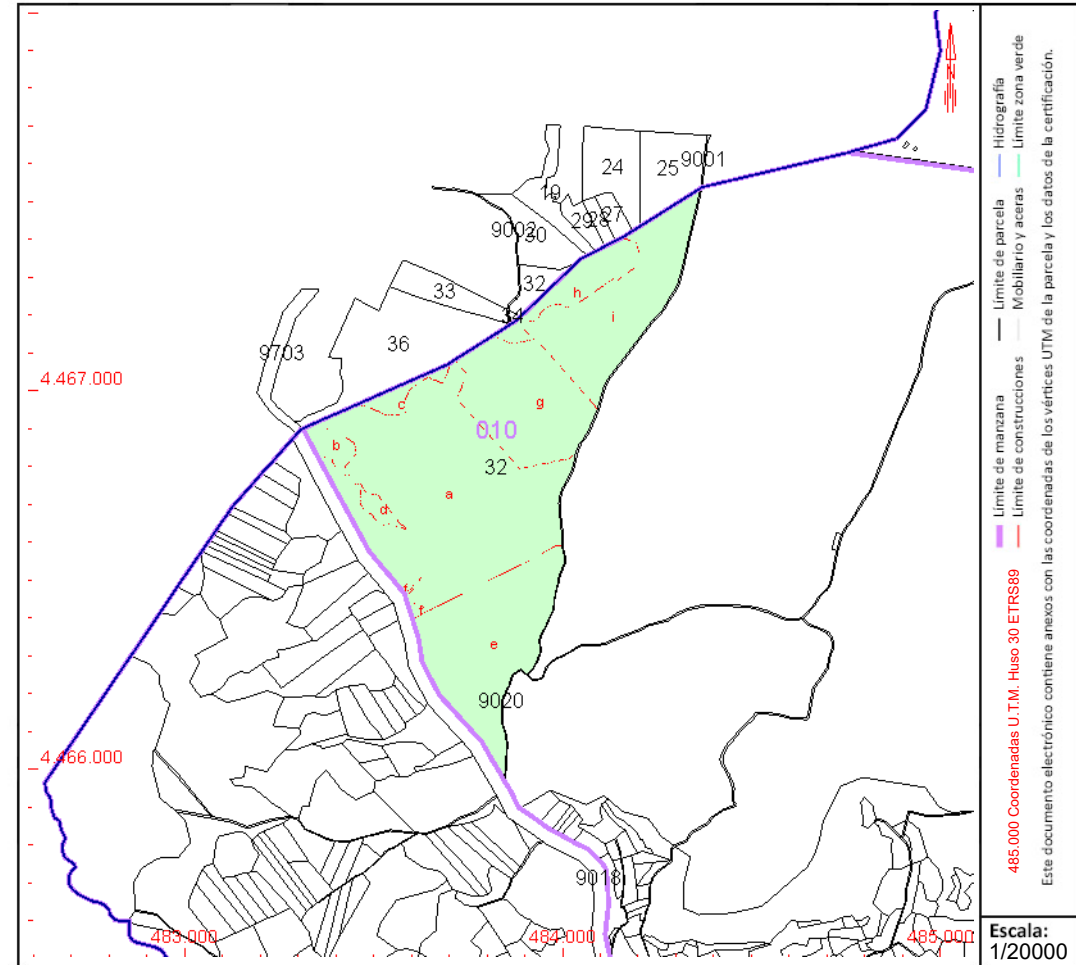 N
24
25
9001
19
29
28
27
9002
30
32
33
34
h
i
36
9703
4.467.000
c
g
010
b
32
a
d
f
f
e
9020
4.466.000
9018
483.000
484.000
485.000
Límite de manzana
Límite de parcela
Hidrografía
485.000 Coordenadas U.T.M. Huso 30 ETRS89
Límite de construcciones
Mobiliario y aceras
Límite zona verde
Este documento electrónico contiene anexos con las coordenadas de los vértices UTM de la parcela y los datos de la certificación.
Escala:
1/20000